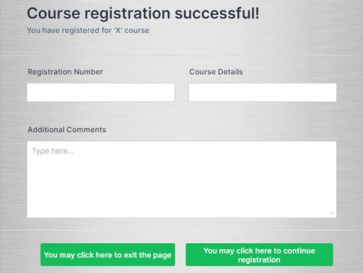 Course registration successful!
You have registered for 'X' course
Registration Number
Course Details
Additional Comments
Type here...
You may click here to exit the page
You may click here to continue
registration